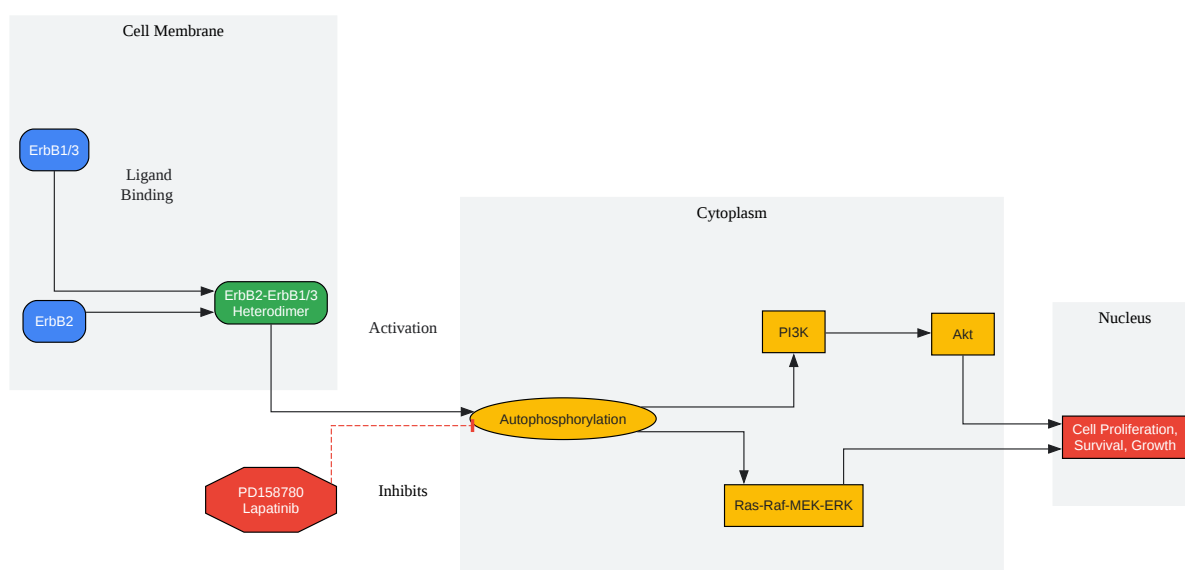 Cell Membrane
ErbB1/3
Ligand
Binding
ErbB2-ErbB1/3
Heterodimer
ErbB2
Activation
Cytoplasm
PI3K
Akt
Autophosphorylation
Ras-Raf-MEK-ERK
Nucleus
Cell Proliferation,
Survival, Growth
PD158780
Lapatinib
Inhibits